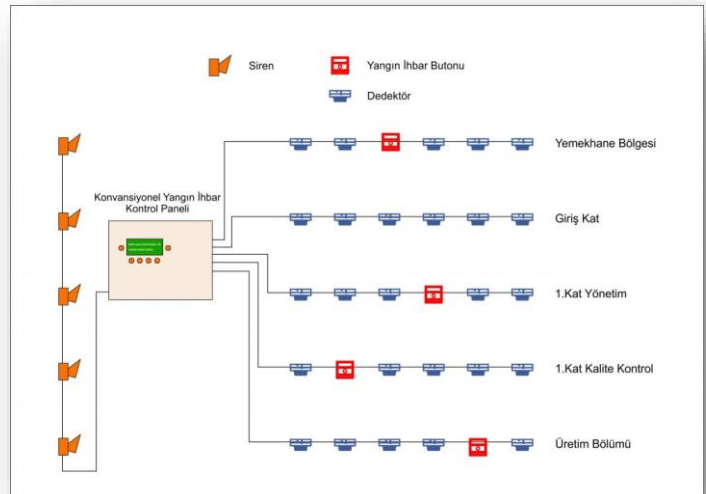 Siren
Yangın İhbar Butonu
Dedektör
Yemekhane Bölgesi
Konvansiyonel Yangın İhbar
Kontrol Paneli
Giriş Kat
1.Kat Yönetim
1.Kat Kalite Kontrol
Üretim Bölümü